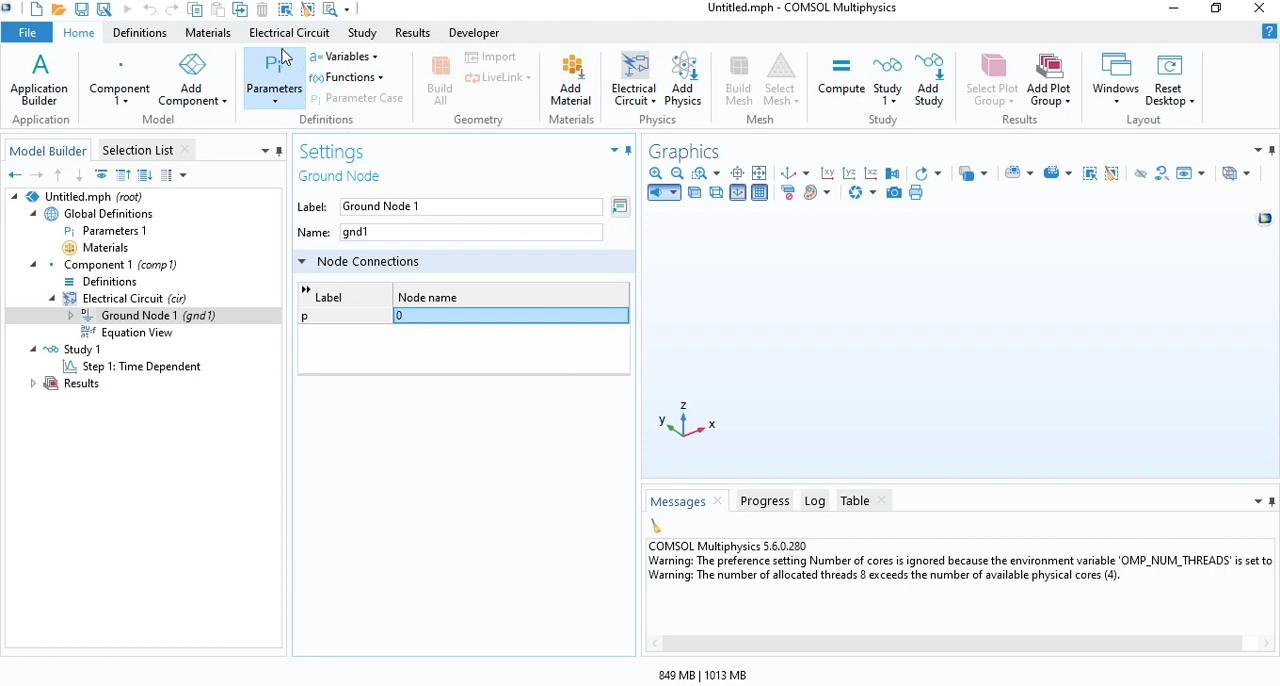 Untitled.mph - COMSOL Multiphysics
File Home Definitions Materials Electrical Circuit Study Results Developer
Application Builder
Component 1
Add Component
Pi Parameters
a= Variables
f(x) Functions
Pi Parameter Case
Build All
Import
LiveLink
Add Material
Electrical Circuit
Add Physics
Build Mesh
Select Mesh
Compute
Study 1
Add Study
Select Plot Group
Add Plot Group
Windows
Reset Desktop
Application Model Definitions Geometry Materials Physics Mesh Study Results Layout
Model Builder Selection List
Untitled.mph (root)
Global Definitions
Pi Parameters 1
Materials
Component 1 (comp1)
Definitions
Electrical Circuit (cir)
D Ground Node 1 (gnd1)
Equation View
Study 1
Step 1: Time Dependent
Results
Settings
Ground Node
Label: Ground Node 1
Name: gnd1
Node Connections
Label Node name
p 0
Graphics
xy yz xz
z
y x
Messages Progress Log Table
COMSOL Multiphysics 5.6.0.280
Warning: The preference setting Number of cores is ignored because the environment variable 'OMP_NUM_THREADS' is set to
Warning: The number of allocated threads 8 exceeds the number of available physical cores (4).
849 MB | 1013 MB